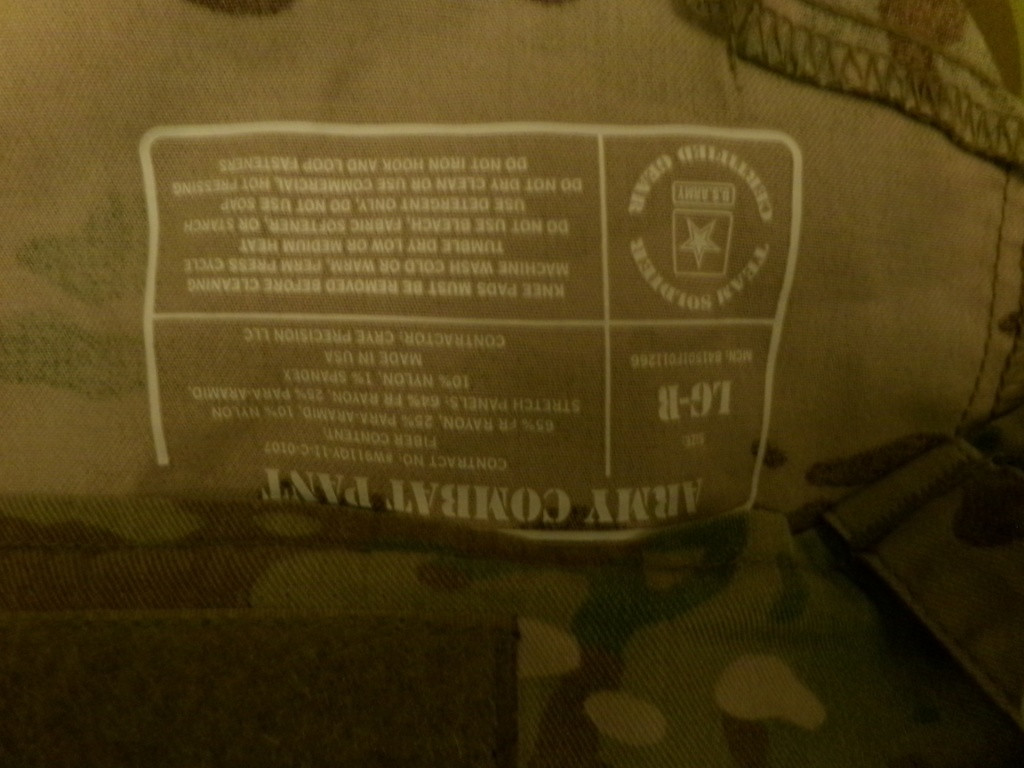 ARMY COMBAT PANT
SIZE:
LG-R
MCN: 8415017011266
CONTRACT NO: #W911QY-11-C-0107
FIBER CONTENT:
65% FR RAYON, 25% PARA-ARAMID, 10% NYLON
STRETCH PANELS: 64% FR RAYON, 25% PARA-ARAMID,
10% NYLON, 1% SPANDEX
MADE IN USA
CONTRACTOR: CRYE PRECISION LLC
TEAM SOLDIER
U.S. ARMY
CERTIFIED GEAR
KNEE PADS MUST BE REMOVED BEFORE CLEANING
MACHINE WASH COLD OR WARM, PERM PRESS CYCLE
TUMBLE DRY LOW OR MEDIUM HEAT
DO NOT USE BLEACH, FABRIC SOFTENER, OR STARCH
USE DETERGENT ONLY, DO NOT USE SOAP
DO NOT DRY CLEAN OR USE COMMERCIAL HOT PRESSING
DO NOT IRON HOOK AND LOOP FASTENERS